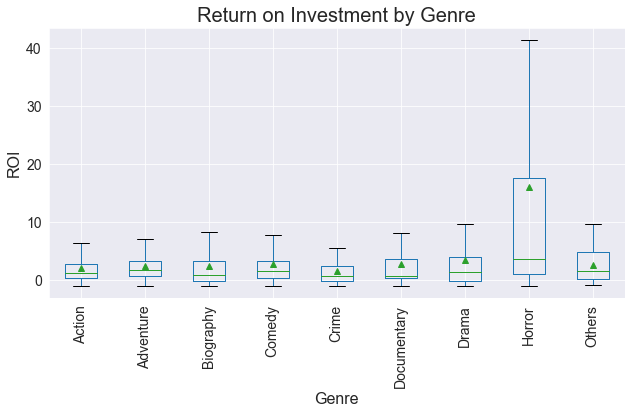 Return on Investment by Genre
ROI
40
30
20
10
0
Action
Adventure
Biography
Comedy
Crime
Documentary
Drama
Horror
Others
Genre